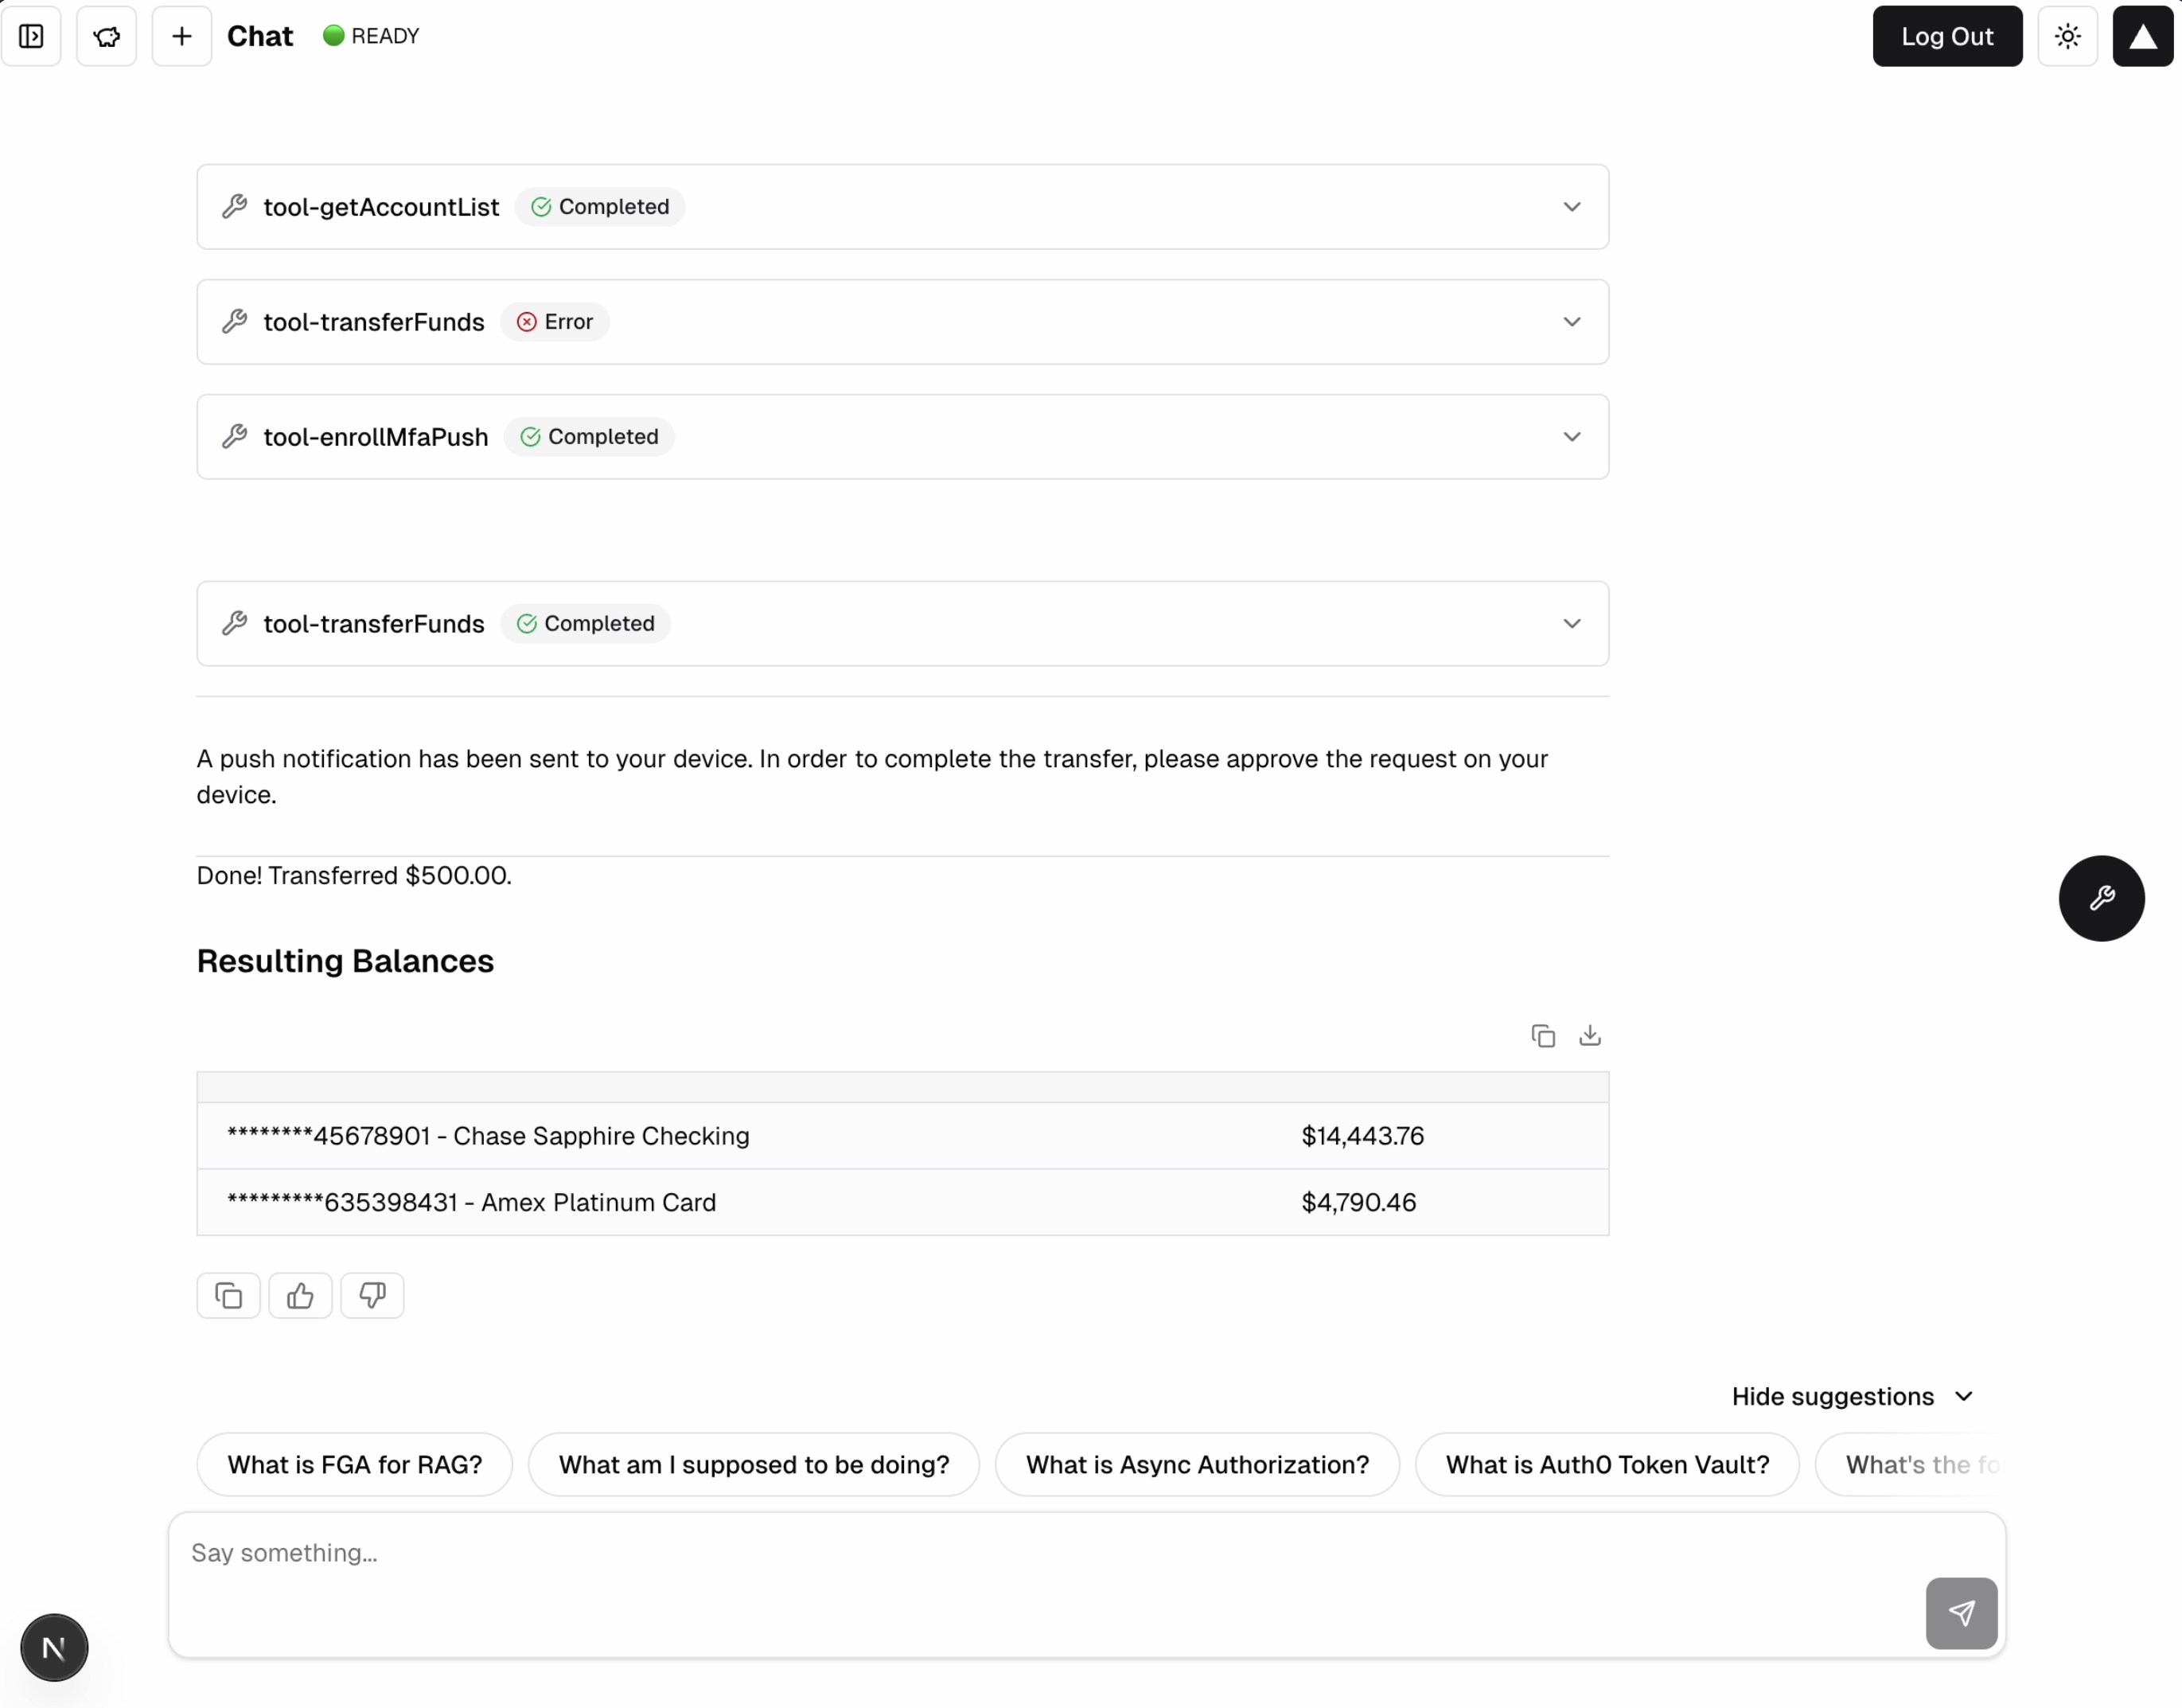 Chat
READY
Log Out
tool-getAccountList
Completed
tool-transferFunds
Error
tool-enrollMfaPush
Completed
tool-transferFunds
Completed
A push notification has been sent to your device. In order to complete the transfer, please approve the request on your
device.
Done! Transferred $500.00.
Resulting Balances
********45678901 - Chase Sapphire Checking $14,443.76
*********635398431 - Amex Platinum Card $4,790.46
Hide suggestions
What is FGA for RAG?
What am I supposed to be doing?
What is Async Authorization?
What is Auth0 Token Vault?
What's the fo
Say something...
N